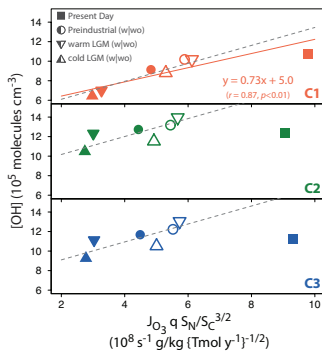 14
Present Day
12
Preindustrial (w|wo)
warm LGM (w|wo)
10
cold LGM (w|wo)
8
y = 0.73x + 5.0
(r = 0.87, p<0.01)
6
C1
14
12
10
8
C2
6
14
12
10
8
C3
6
2 4 6 8 10
[OH] (10⁵ molecules cm⁻³)
J_O₃ q S_N/S_C^3/2
(10⁸ s⁻¹ g/kg {Tmol y⁻¹}⁻¹/²)